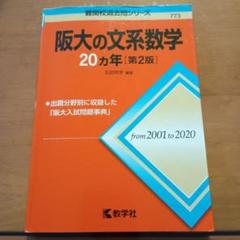 難関校過去問シリーズ
773
阪大の文系数学
20カ年[第2版]
編著
◆出題分野別に収録した
「阪大入試問題事典」
from 2001 to 2020
教学社